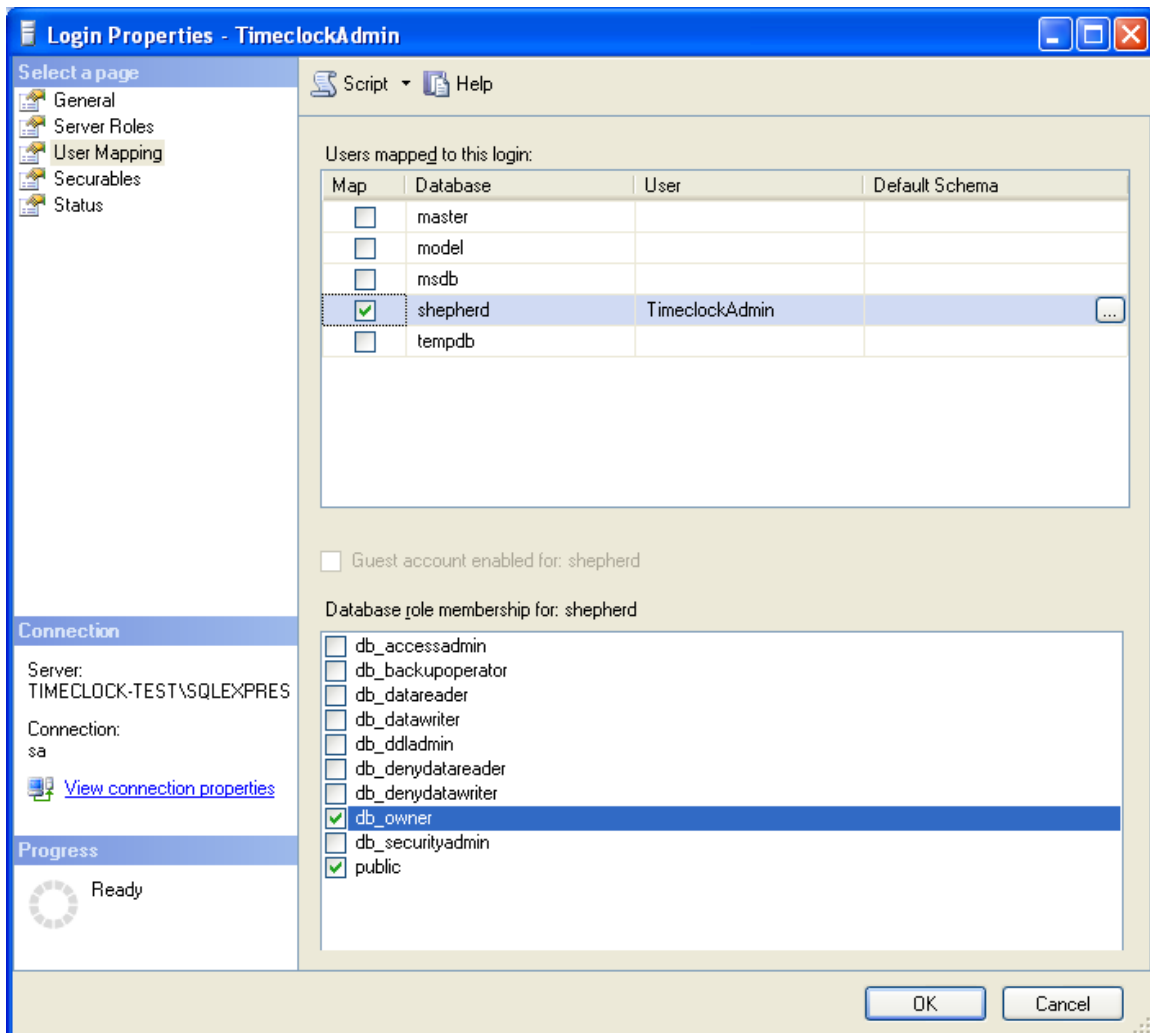 Login Properties - TimeclockAdmin
Select a page
General
Server Roles
User Mapping
Securables
Status
Script
Help
Users mapped to this login:
Map Database User Default Schema
master
model
msdb
shepherd TimeclockAdmin ...
tempdb
Guest account enabled for: shepherd
Database role membership for: shepherd
db_accessadmin
db_backupoperator
db_datareader
db_datawriter
db_ddladmin
db_denydatareader
db_denydatawriter
db_owner
db_securityadmin
public
Connection
Server:
TIMECLOCK-TEST\SQLEXPRES
Connection:
sa
View connection properties
Progress
Ready
OK Cancel